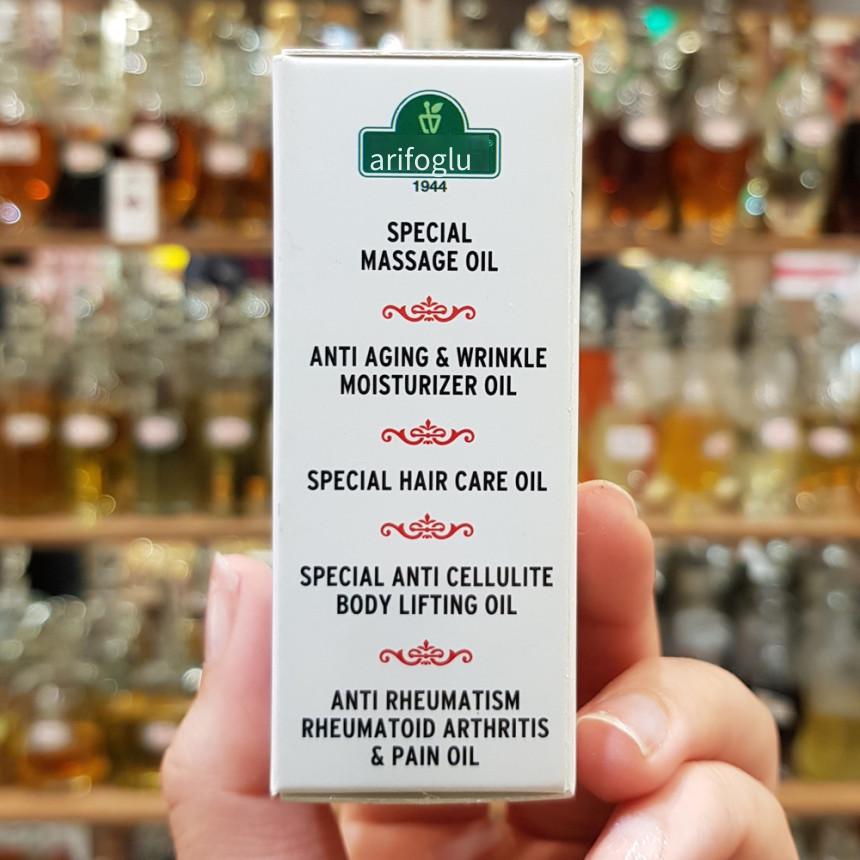 arifoglu
1944
SPECIAL
MASSAGE OIL
ANTI AGING & WRINKLE
MOISTURIZER OIL
SPECIAL HAIR CARE OIL
SPECIAL ANTI CELLULITE
BODY LIFTING OIL
ANTI RHEUMATISM
RHEUMATOID ARTHRITIS
& PAIN OIL